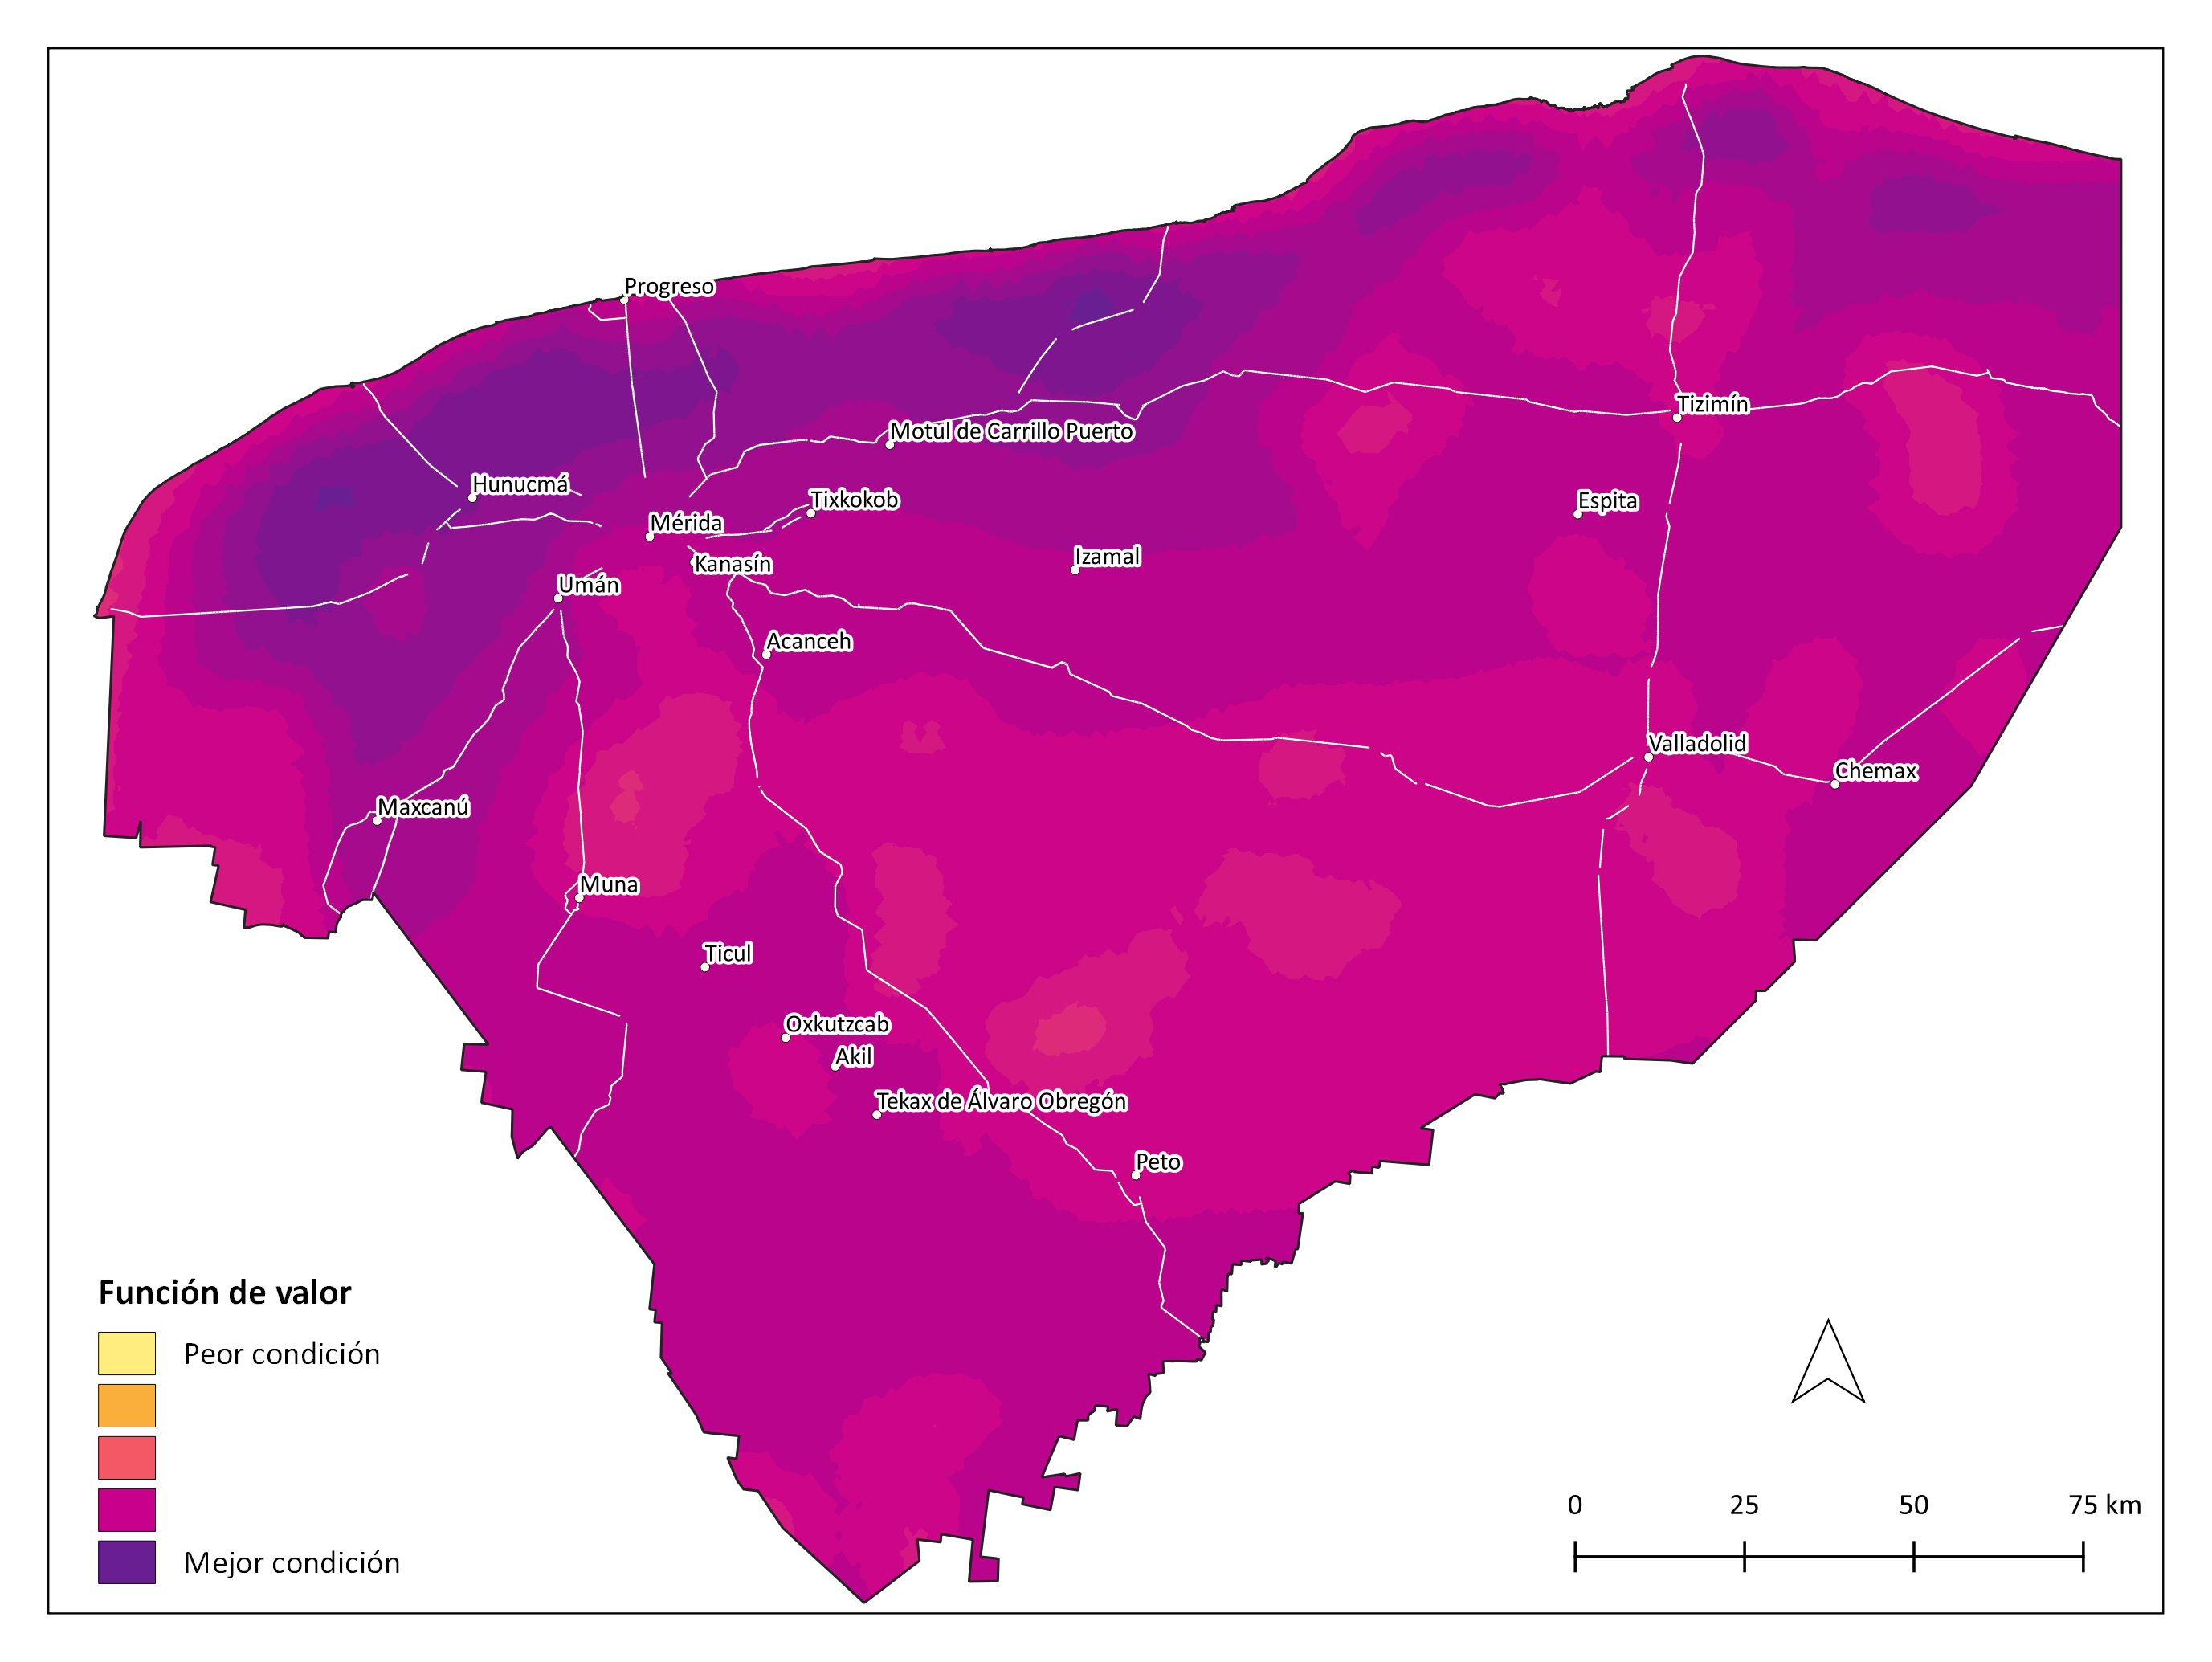 Progreso
Tizimín
Motul de Carrillo Puerto
Hunucmá
Tixkokob
Espita
Mérida
Izamal
Kanasín
Umán
Acanceh
Valladolid
Chemax
Maxcanú
Muna
Ticul
Oxkutzcab
Akil
Tekax de Álvaro Obregón
Peto
Función de valor
Peor condición
Mejor condición
0 25 50 75 km